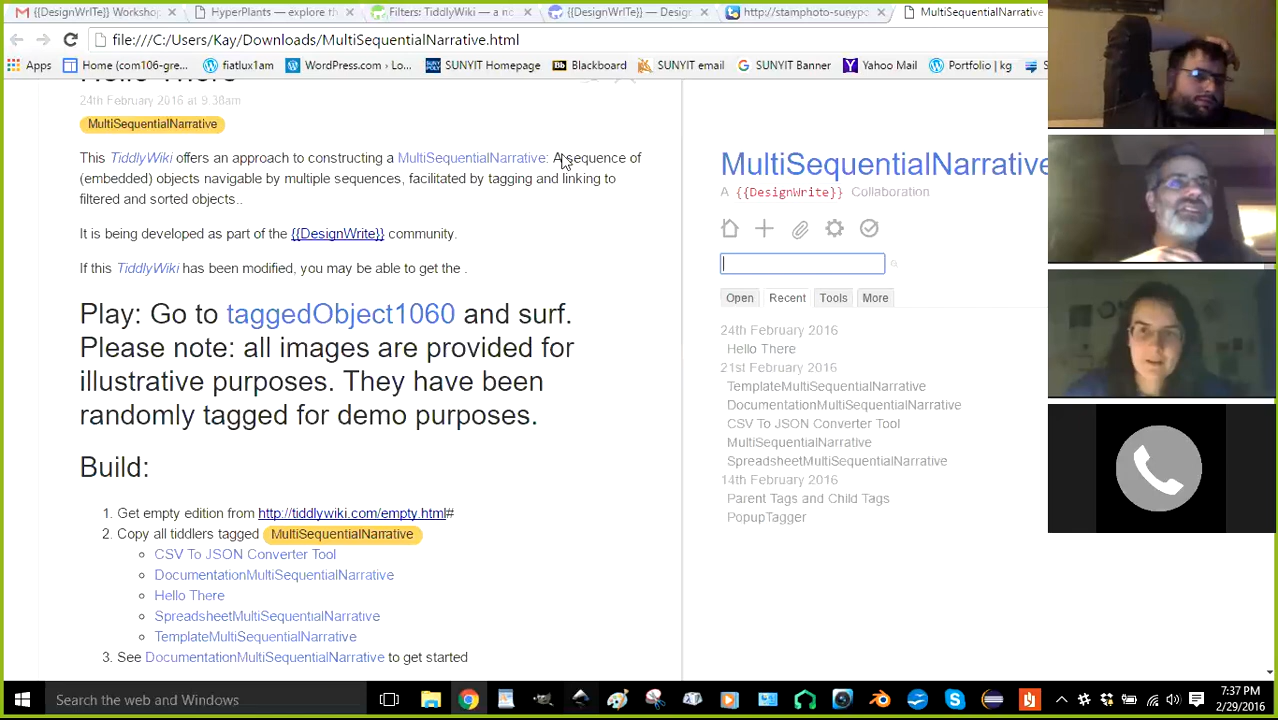 {{DesignWrITe}} Worksho
HyperPlants — explore th
Filters: TiddlyWiki — a no
{{DesignWrITe}} — Desig
http://stamphoto-sunypo
MultiSequentialNarrative
file:///C:/Users/Kay/Downloads/MultiSequentialNarrative.html
Apps
Home (com106-gre...
fiatlux1am
WordPress.com › Lo...
SUNYIT Homepage
Blackboard
SUNYIT email
SUNYIT Banner
Yahoo Mail
Portfolio | kg
S
Hello There
24th February 2016 at 9:38am
MultiSequentialNarrative
This TiddlyWiki offers an approach to constructing a MultiSequentialNarrative: A sequence of
(embedded) objects navigable by multiple sequences, facilitated by tagging and linking to
filtered and sorted objects..
It is being developed as part of the {{DesignWrite}} community.
If this TiddlyWiki has been modified, you may be able to get the .
Play: Go to taggedObject1060 and surf.
Please note: all images are provided for
illustrative purposes. They have been
randomly tagged for demo purposes.
Build:
1. Get empty edition from http://tiddlywiki.com/empty.html#
2. Copy all tiddlers tagged MultiSequentialNarrative
CSV To JSON Converter Tool
DocumentationMultiSequentialNarrative
Hello There
SpreadsheetMultiSequentialNarrative
TemplateMultiSequentialNarrative
3. See DocumentationMultiSequentialNarrative to get started
MultiSequentialNarrative
A {{DesignWrite}} Collaboration
Open
Recent
Tools
More
24th February 2016
Hello There
21st February 2016
TemplateMultiSequentialNarrative
DocumentationMultiSequentialNarrative
CSV To JSON Converter Tool
MultiSequentialNarrative
SpreadsheetMultiSequentialNarrative
14th February 2016
Parent Tags and Child Tags
PopupTagger
Search the web and Windows
7:37 PM
2/29/2016